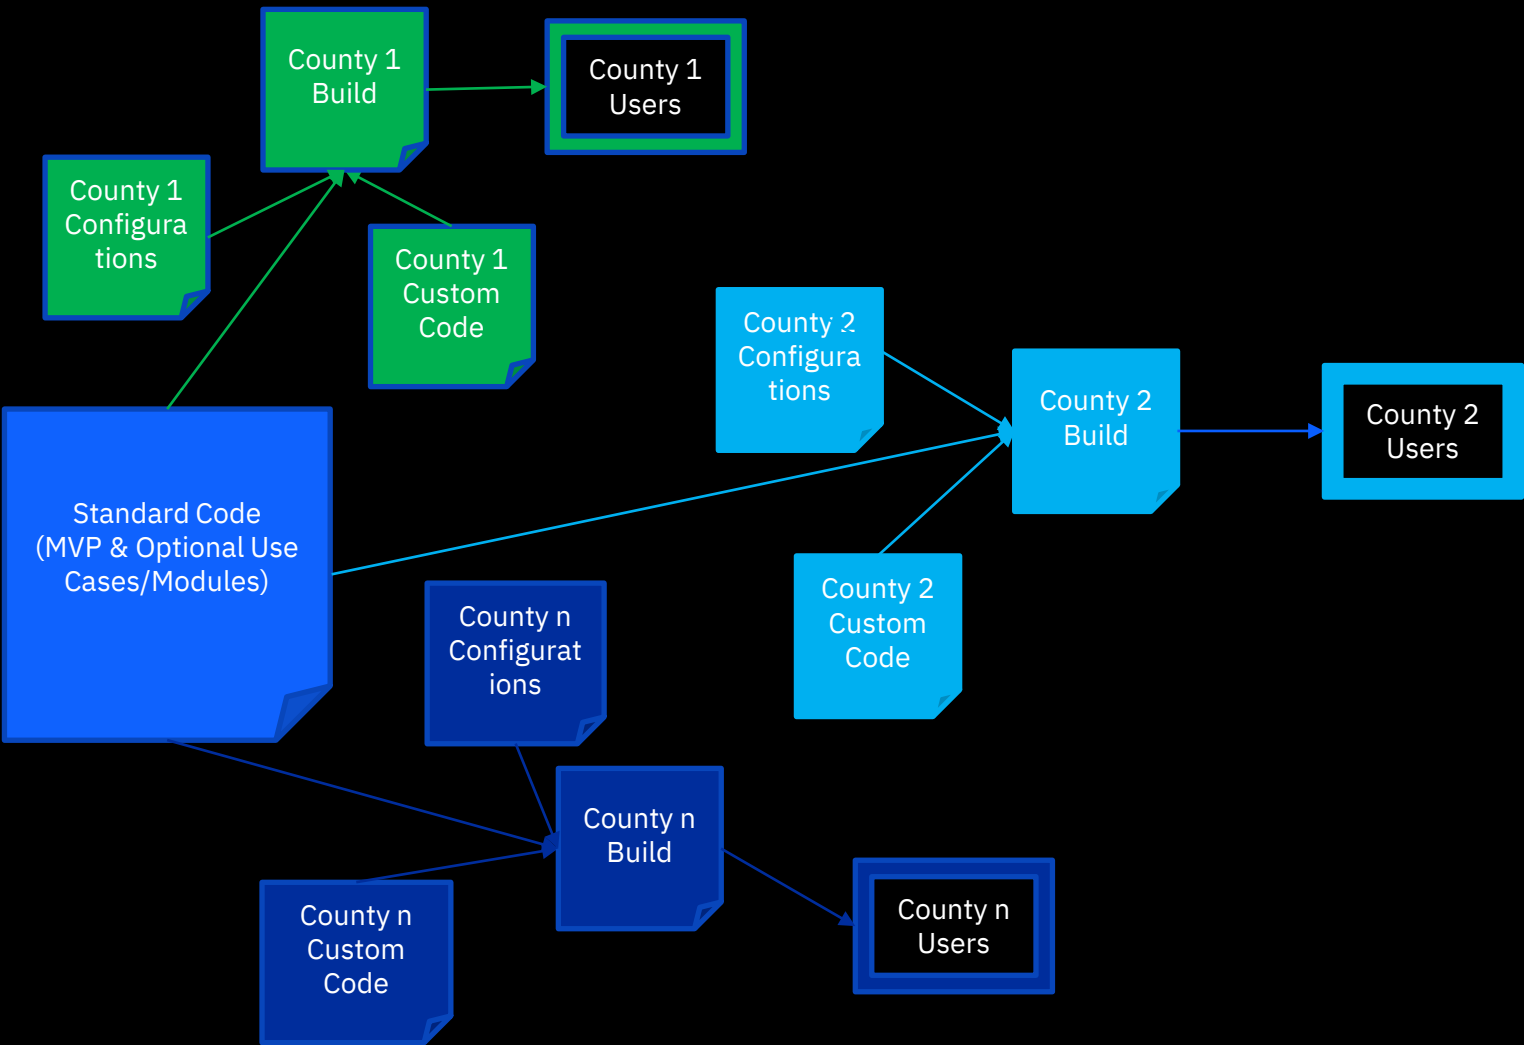 County 1
Build
County 1
Users
County 1
Configura
tions
County 1
Custom
Code
County 2
Configura
tions
County 2
Build
County 2
Users
Standard Code
(MVP & Optional Use
Cases/Modules)
County 2
Custom
Code
County n
Configurat
ions
County n
Build
County n
Users
County n
Custom
Code